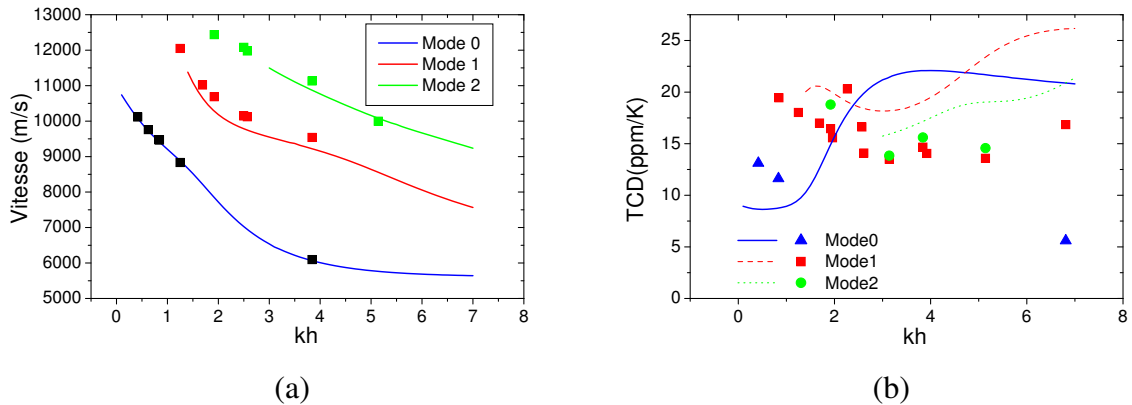 13000
12000
11000
10000
9000
8000
7000
6000
5000
Vitesse (m/s)
0 1 2 3 4 5 6 7 8
kh
Mode 0
Mode 1
Mode 2
(a)
25
20
15
10
5
0
TCD(ppm/K)
0 2 4 6 8
kh
Mode0
Mode1
Mode2
(b)